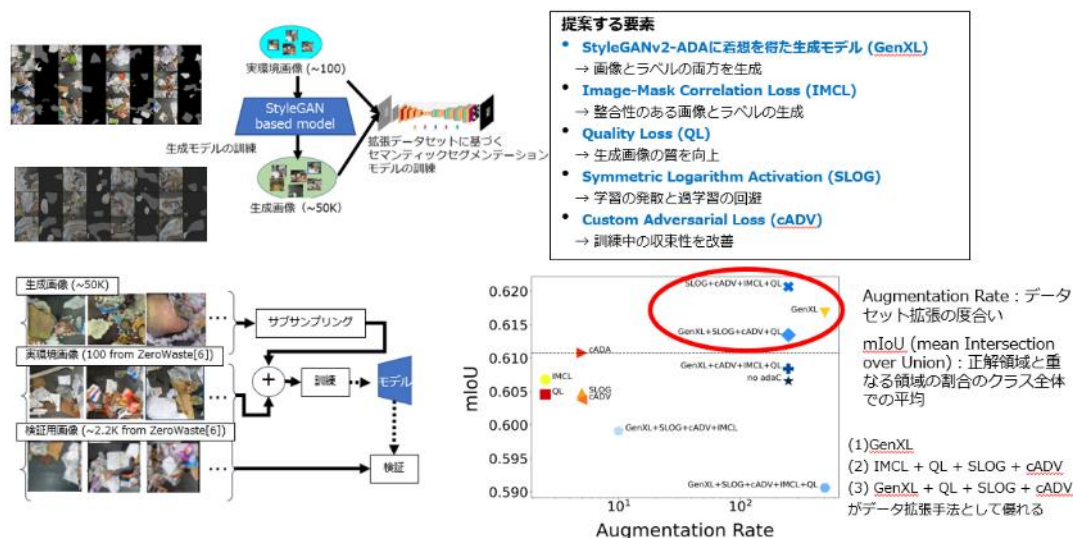 実環境画像 (~100)
StyleGAN
based model
生成モデルの訓練
拡張データセットに基づく
セマンティックセグメンテーション
モデルの訓練
生成画像 (~50K)
提案する要素
• StyleGANv2-ADAに着想を得た生成モデル (GenXL)
→ 画像とラベルの両方を生成
• Image-Mask Correlation Loss (IMCL)
→ 整合性のある画像とラベルの生成
• Quality Loss (QL)
→ 生成画像の質を向上
• Symmetric Logarithm Activation (SLOG)
→ 学習の発散と過学習の回避
• Custom Adversarial Loss (cADV)
→ 訓練中の収束性を改善
生成画像 (~50K)
サブサンプリング
実環境画像 (100 from ZeroWaste[6])
+
訓練
モデル
検証用画像 (~2.2K from ZeroWaste[6])
検証
mIoU
0.620
0.615
0.610
0.605
0.600
0.595
0.590
SLOG+cADV+IMCL+QL
GenXL
GenXL+SLOG+cADV+QL
cADA
GenXL+cADV+IMCL+QL
no adaC
IMCL
QL
SLOG
cADV
GenXL+SLOG+cADV+IMCL
GenXL+SLOG+cADV+IMCL+QL
10¹
10²
Augmentation Rate
Augmentation Rate：データ
セット拡張の度合い
mIoU (mean Intersection
over Union)：正解領域と重
なる領域の割合のクラス全体
での平均
(1)GenXL
(2) IMCL + QL + SLOG + cADV
(3) GenXL + QL + SLOG + cADV
がデータ拡張手法として優れる